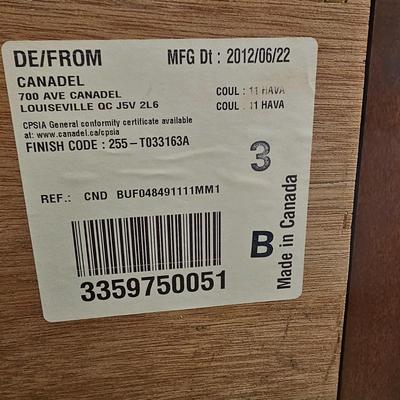 DE/FROM MFG Dt : 2012/06/22
CANADEL
700 AVE CANADEL COUL : 11 HAVA
LOUISEVILLE QC J5V 2L6 COUL : 11 HAVA
CPSIA General conformity certificate available
at: www.canadel.ca/cpsia
FINISH CODE : 255-T033163A
3
REF.: CND BUF048491111MM1
B
Made in Canada
3359750051